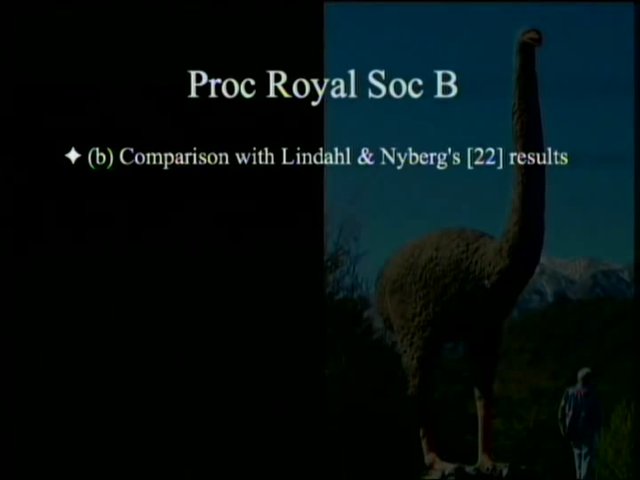 Proc Royal Soc B
✦ (b) Comparison with Lindahl & Nyberg's [22] results